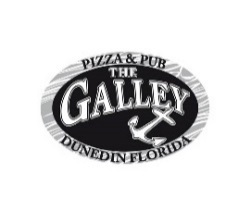 PIZZA & PUB
THE
GALLEY
DUNEDIN FLORIDA